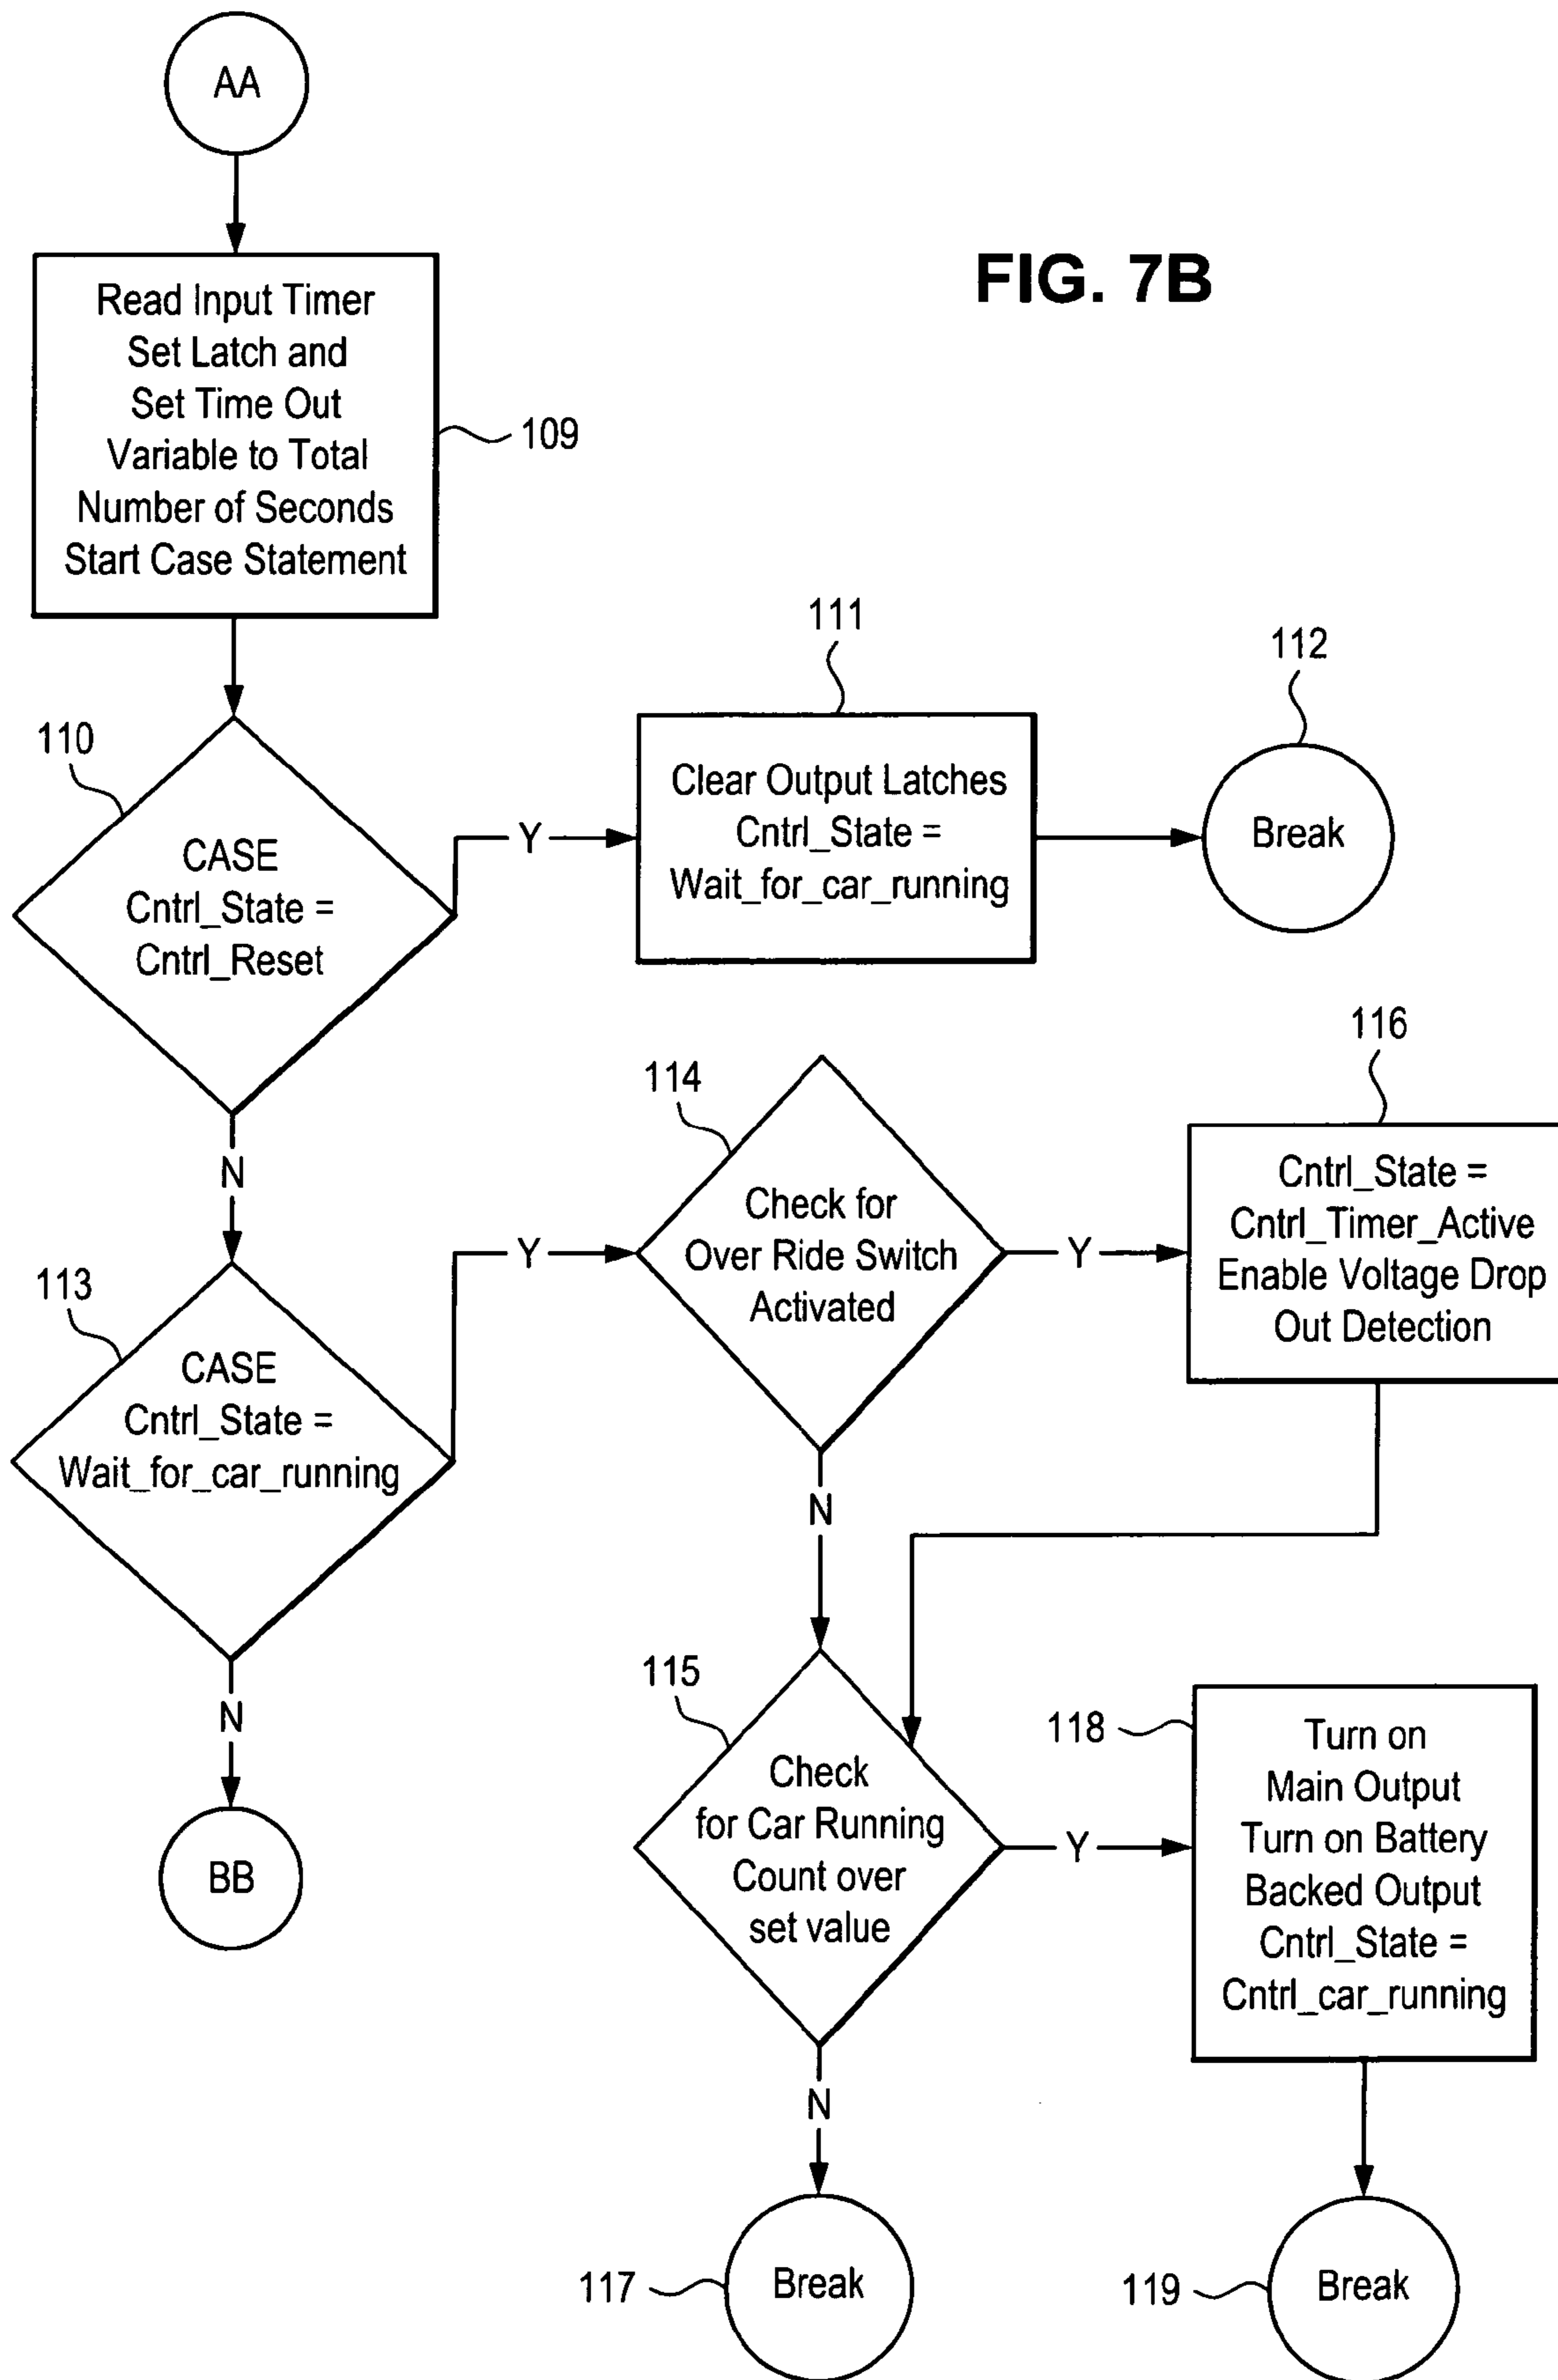 AA
FIG. 7B
Read Input Timer
Set Latch and
Set Time Out
Variable to Total
Number of Seconds
Start Case Statement
109
110
CASE
Cntrl_State =
Cntrl_Reset
Y
111
Clear Output Latches
Cntrl_State =
Wait_for_car_running
112
Break
N
113
CASE
Cntrl_State =
Wait_for_car_running
Y
114
Check for
Over Ride Switch
Activated
Y
116
Cntrl_State =
Cntrl_Timer_Active
Enable Voltage Drop
Out Detection
N
N
BB
115
Check
for Car Running
Count over
set value
Y
118
Turn on
Main Output
Turn on Battery
Backed Output
Cntrl_State =
Cntrl_car_running
N
117
Break
119
Break